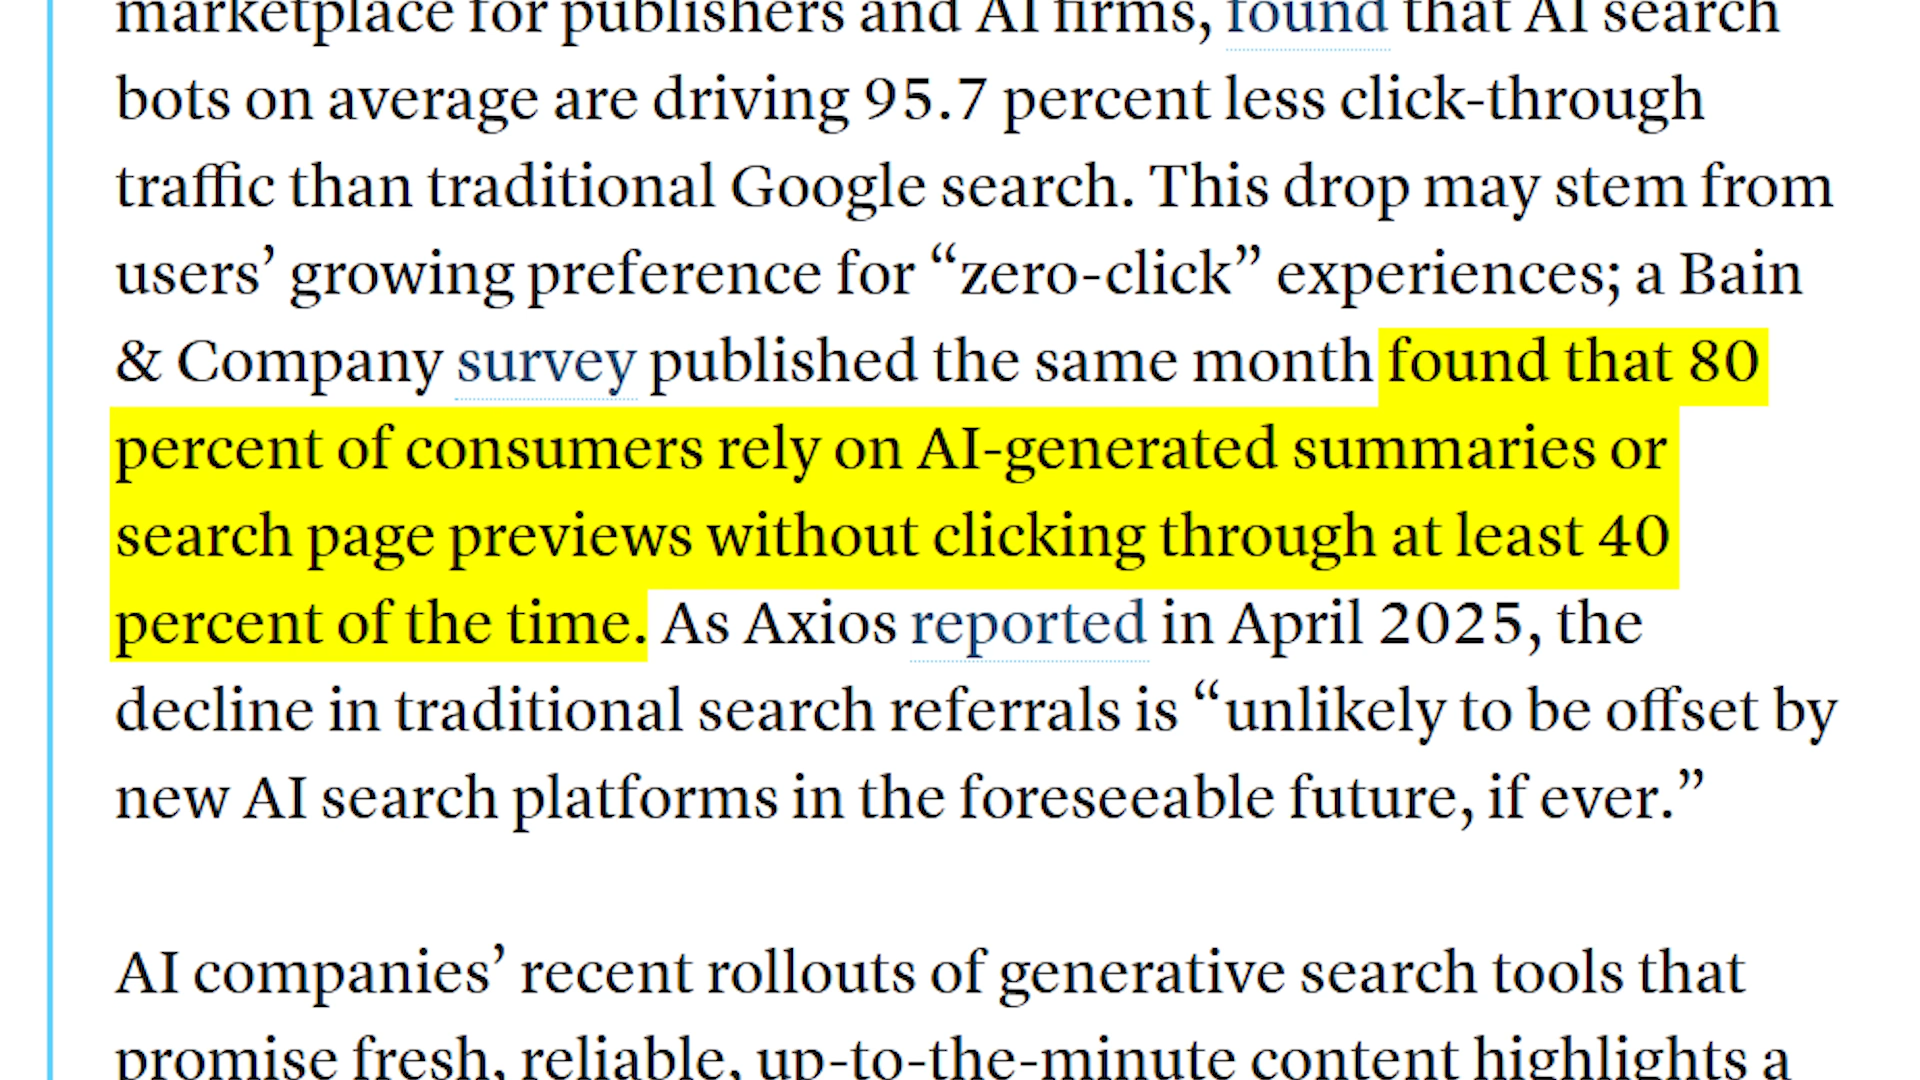 marketplace for publishers and AI firms, found that AI search
bots on average are driving 95.7 percent less click-through
traffic than traditional Google search. This drop may stem from
users’ growing preference for “zero-click” experiences; a Bain
& Company survey published the same month found that 80
percent of consumers rely on AI-generated summaries or
search page previews without clicking through at least 40
percent of the time. As Axios reported in April 2025, the
decline in traditional search referrals is “unlikely to be offset by
new AI search platforms in the foreseeable future, if ever.”
AI companies’ recent rollouts of generative search tools that
promise fresh, reliable, up-to-the-minute content highlights a